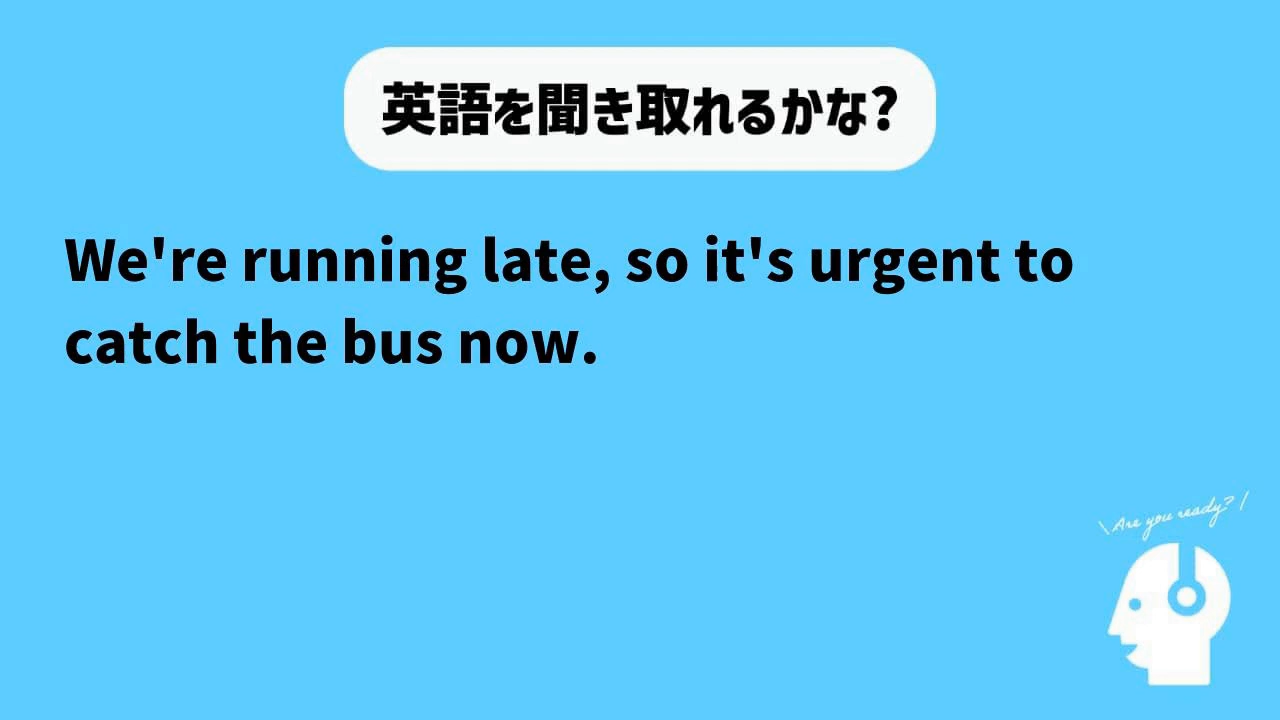 英語を聞き取れるかな?
We're running late, so it's urgent to
catch the bus now.
\Are you ready?/